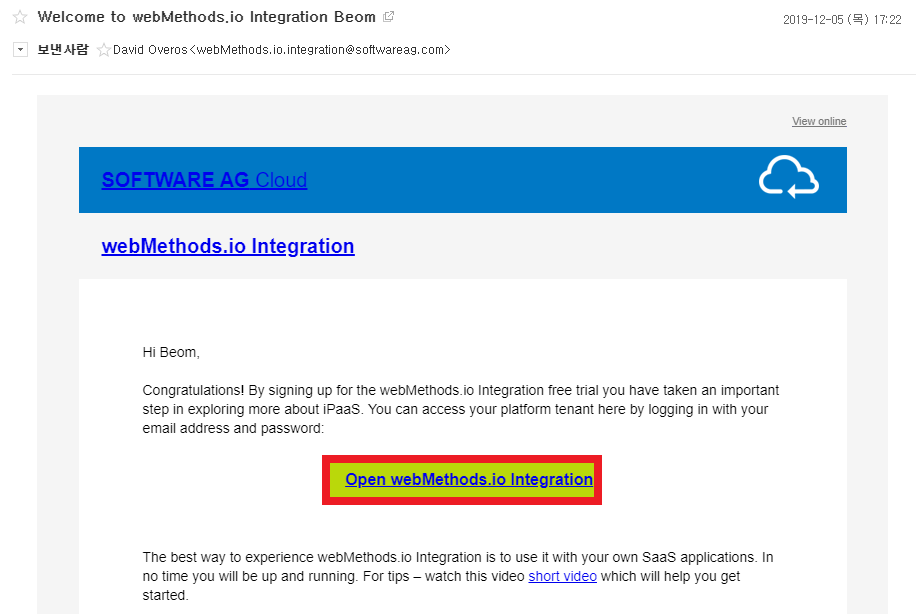 Welcome to webMethods.io Integration Beom
2019-12-05 (목) 17:22
보낸사람 David Overos<webMethods.io.integration@softwareag.com>
View online
SOFTWARE AG Cloud
webMethods.io Integration
Hi Beom,
Congratulations! By signing up for the webMethods.io Integration free trial you have taken an important
step in exploring more about iPaaS. You can access your platform tenant here by logging in with your
email address and password:
Open webMethods.io Integration
The best way to experience webMethods.io Integration is to use it with your own SaaS applications. In
no time you will be up and running. For tips – watch this video short video which will help you get
started.